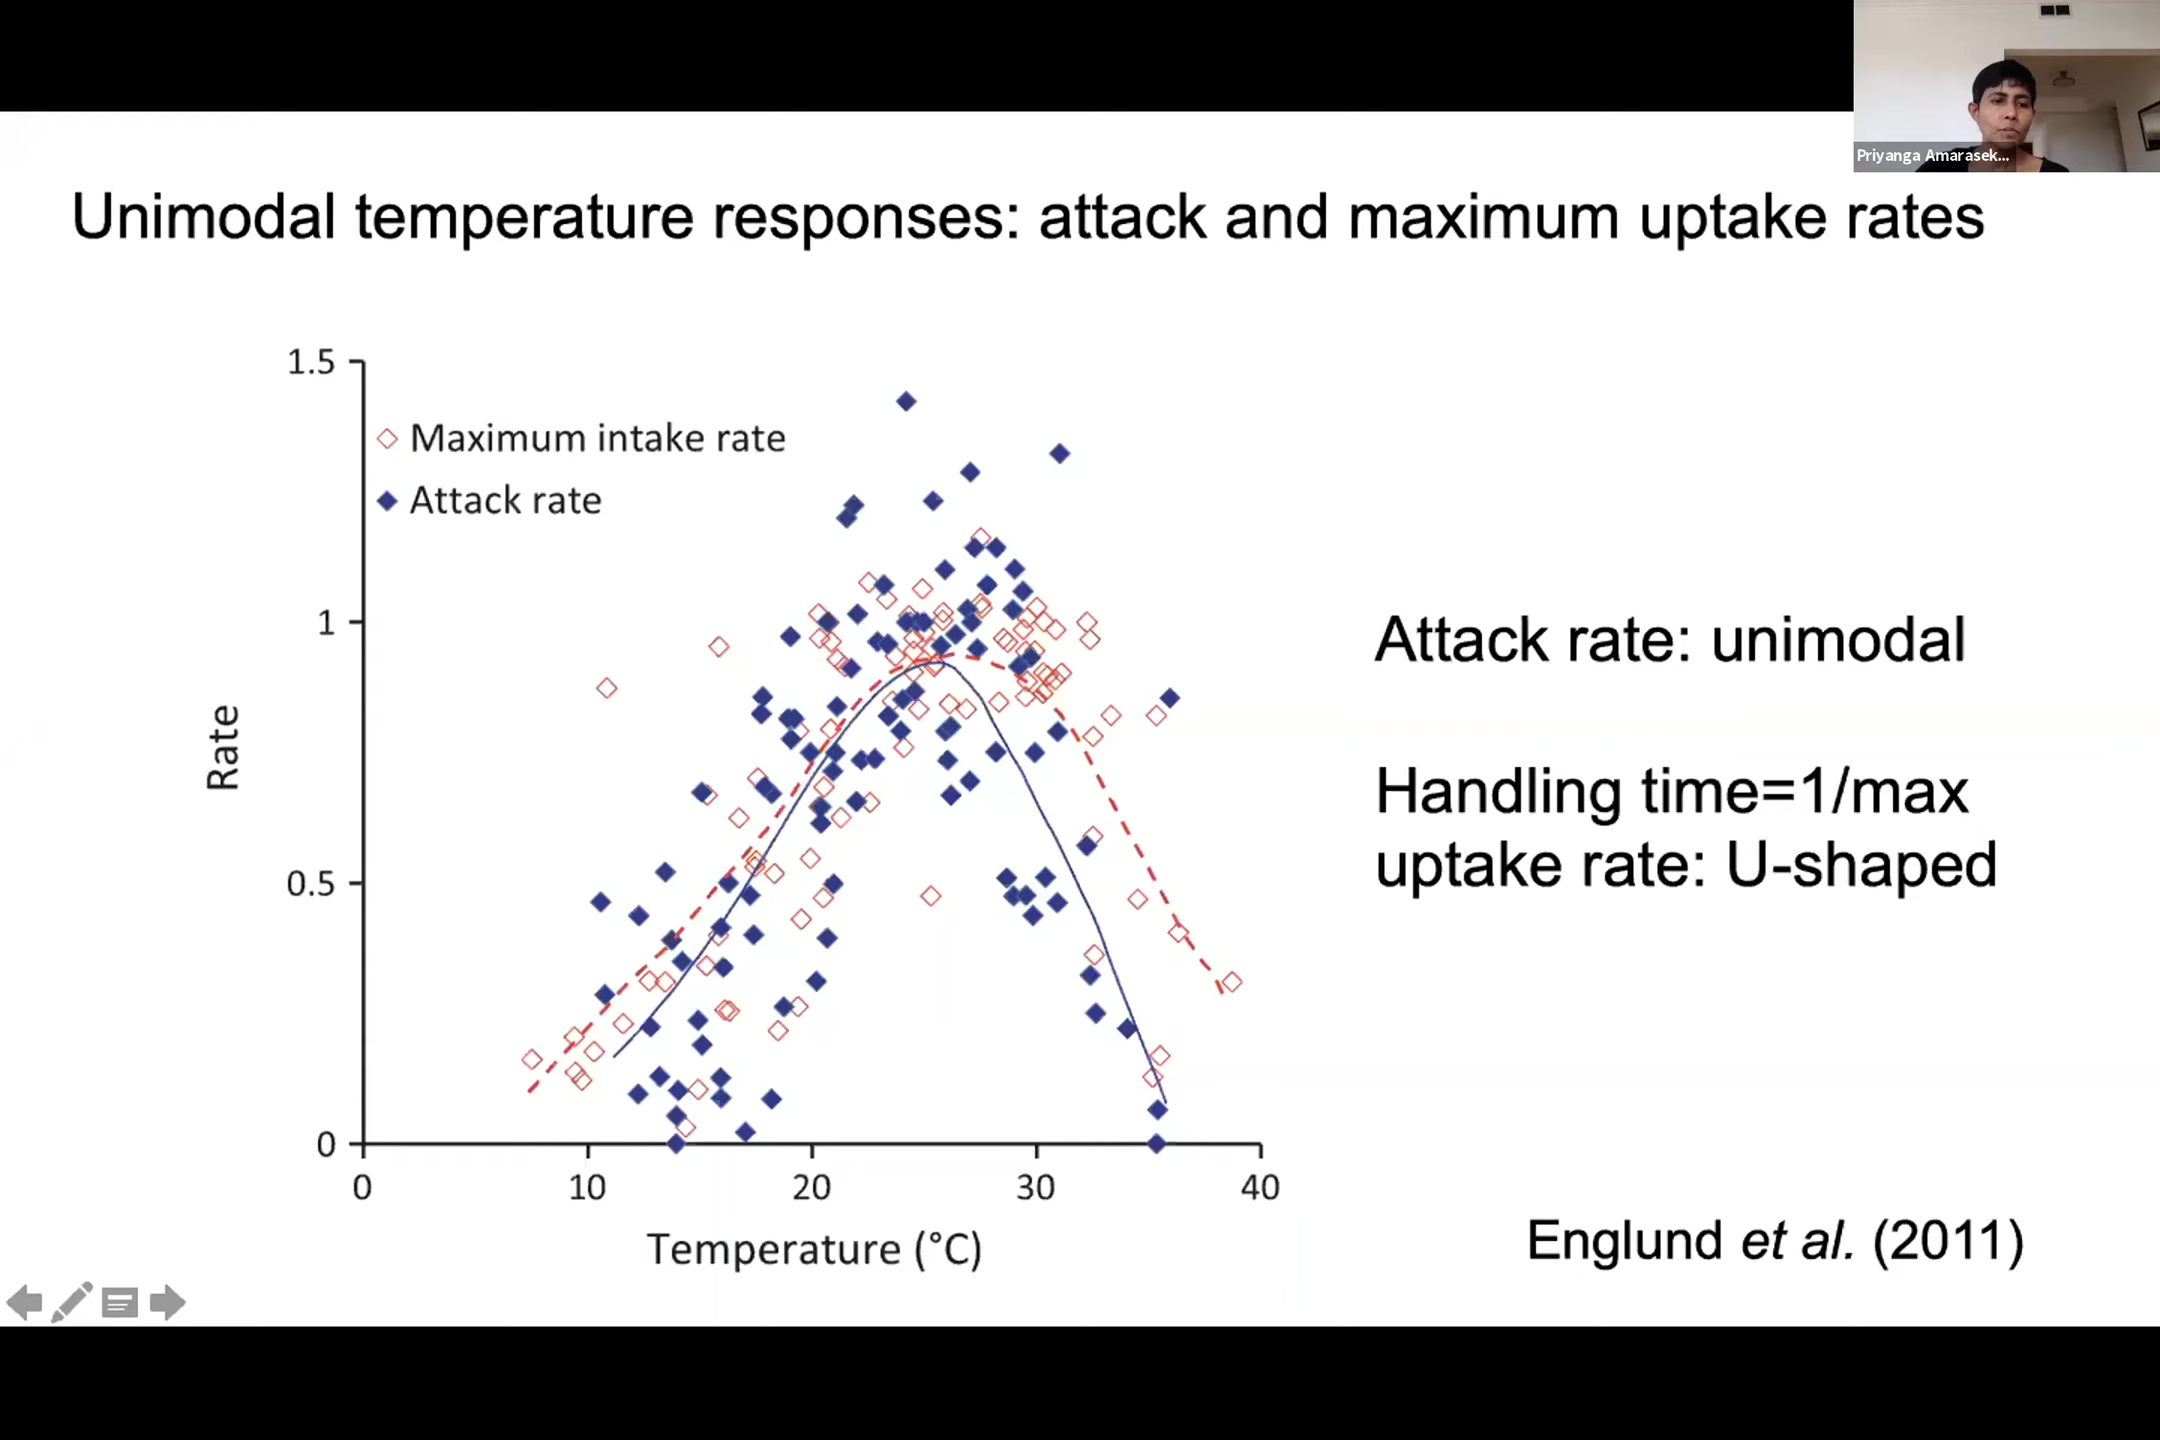 Priyanga Amarasek...
Unimodal temperature responses: attack and maximum uptake rates
1.5
Maximum intake rate
Attack rate
1
Rate
0.5
0
0 10 20 30 40
Temperature (°C)
Attack rate: unimodal
Handling time=1/max
uptake rate: U-shaped
Englund et al. (2011)